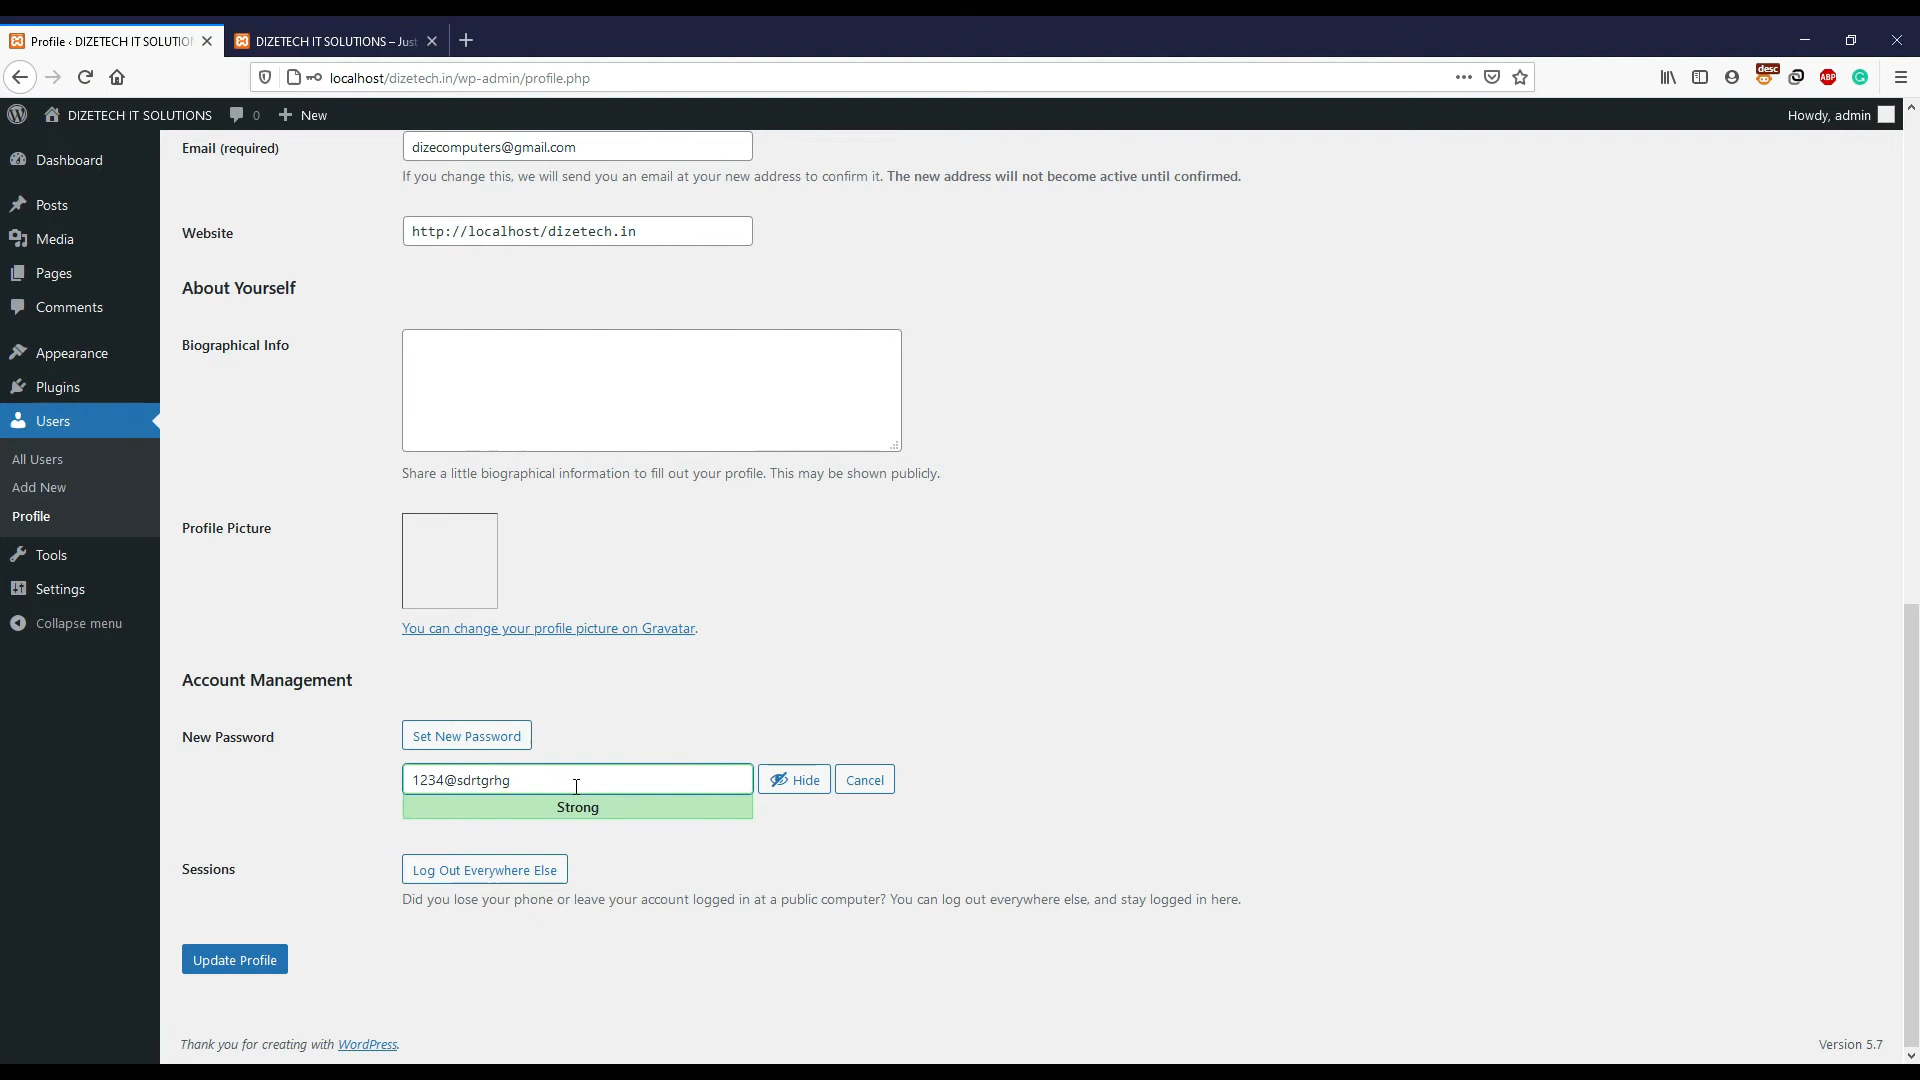 Profile ‹ DIZETECH IT SOLUTION
DIZETECH IT SOLUTIONS – Just
localhost/dizetech.in/wp-admin/profile.php
desc
ABP
DIZETECH IT SOLUTIONS
0
New
Howdy, admin
Dashboard
Posts
Media
Pages
Comments
Appearance
Plugins
Users
All Users
Add New
Profile
Tools
Settings
Collapse menu
Email (required)
dizecomputers@gmail.com
If you change this, we will send you an email at your new address to confirm it. The new address will not become active until confirmed.
Website
http://localhost/dizetech.in
About Yourself
Biographical Info
Share a little biographical information to fill out your profile. This may be shown publicly.
Profile Picture
You can change your profile picture on Gravatar.
Account Management
New Password
Set New Password
1234@sdrtgrhg
Hide
Cancel
Strong
Sessions
Log Out Everywhere Else
Did you lose your phone or leave your account logged in at a public computer? You can log out everywhere else, and stay logged in here.
Update Profile
Thank you for creating with WordPress.
Version 5.7